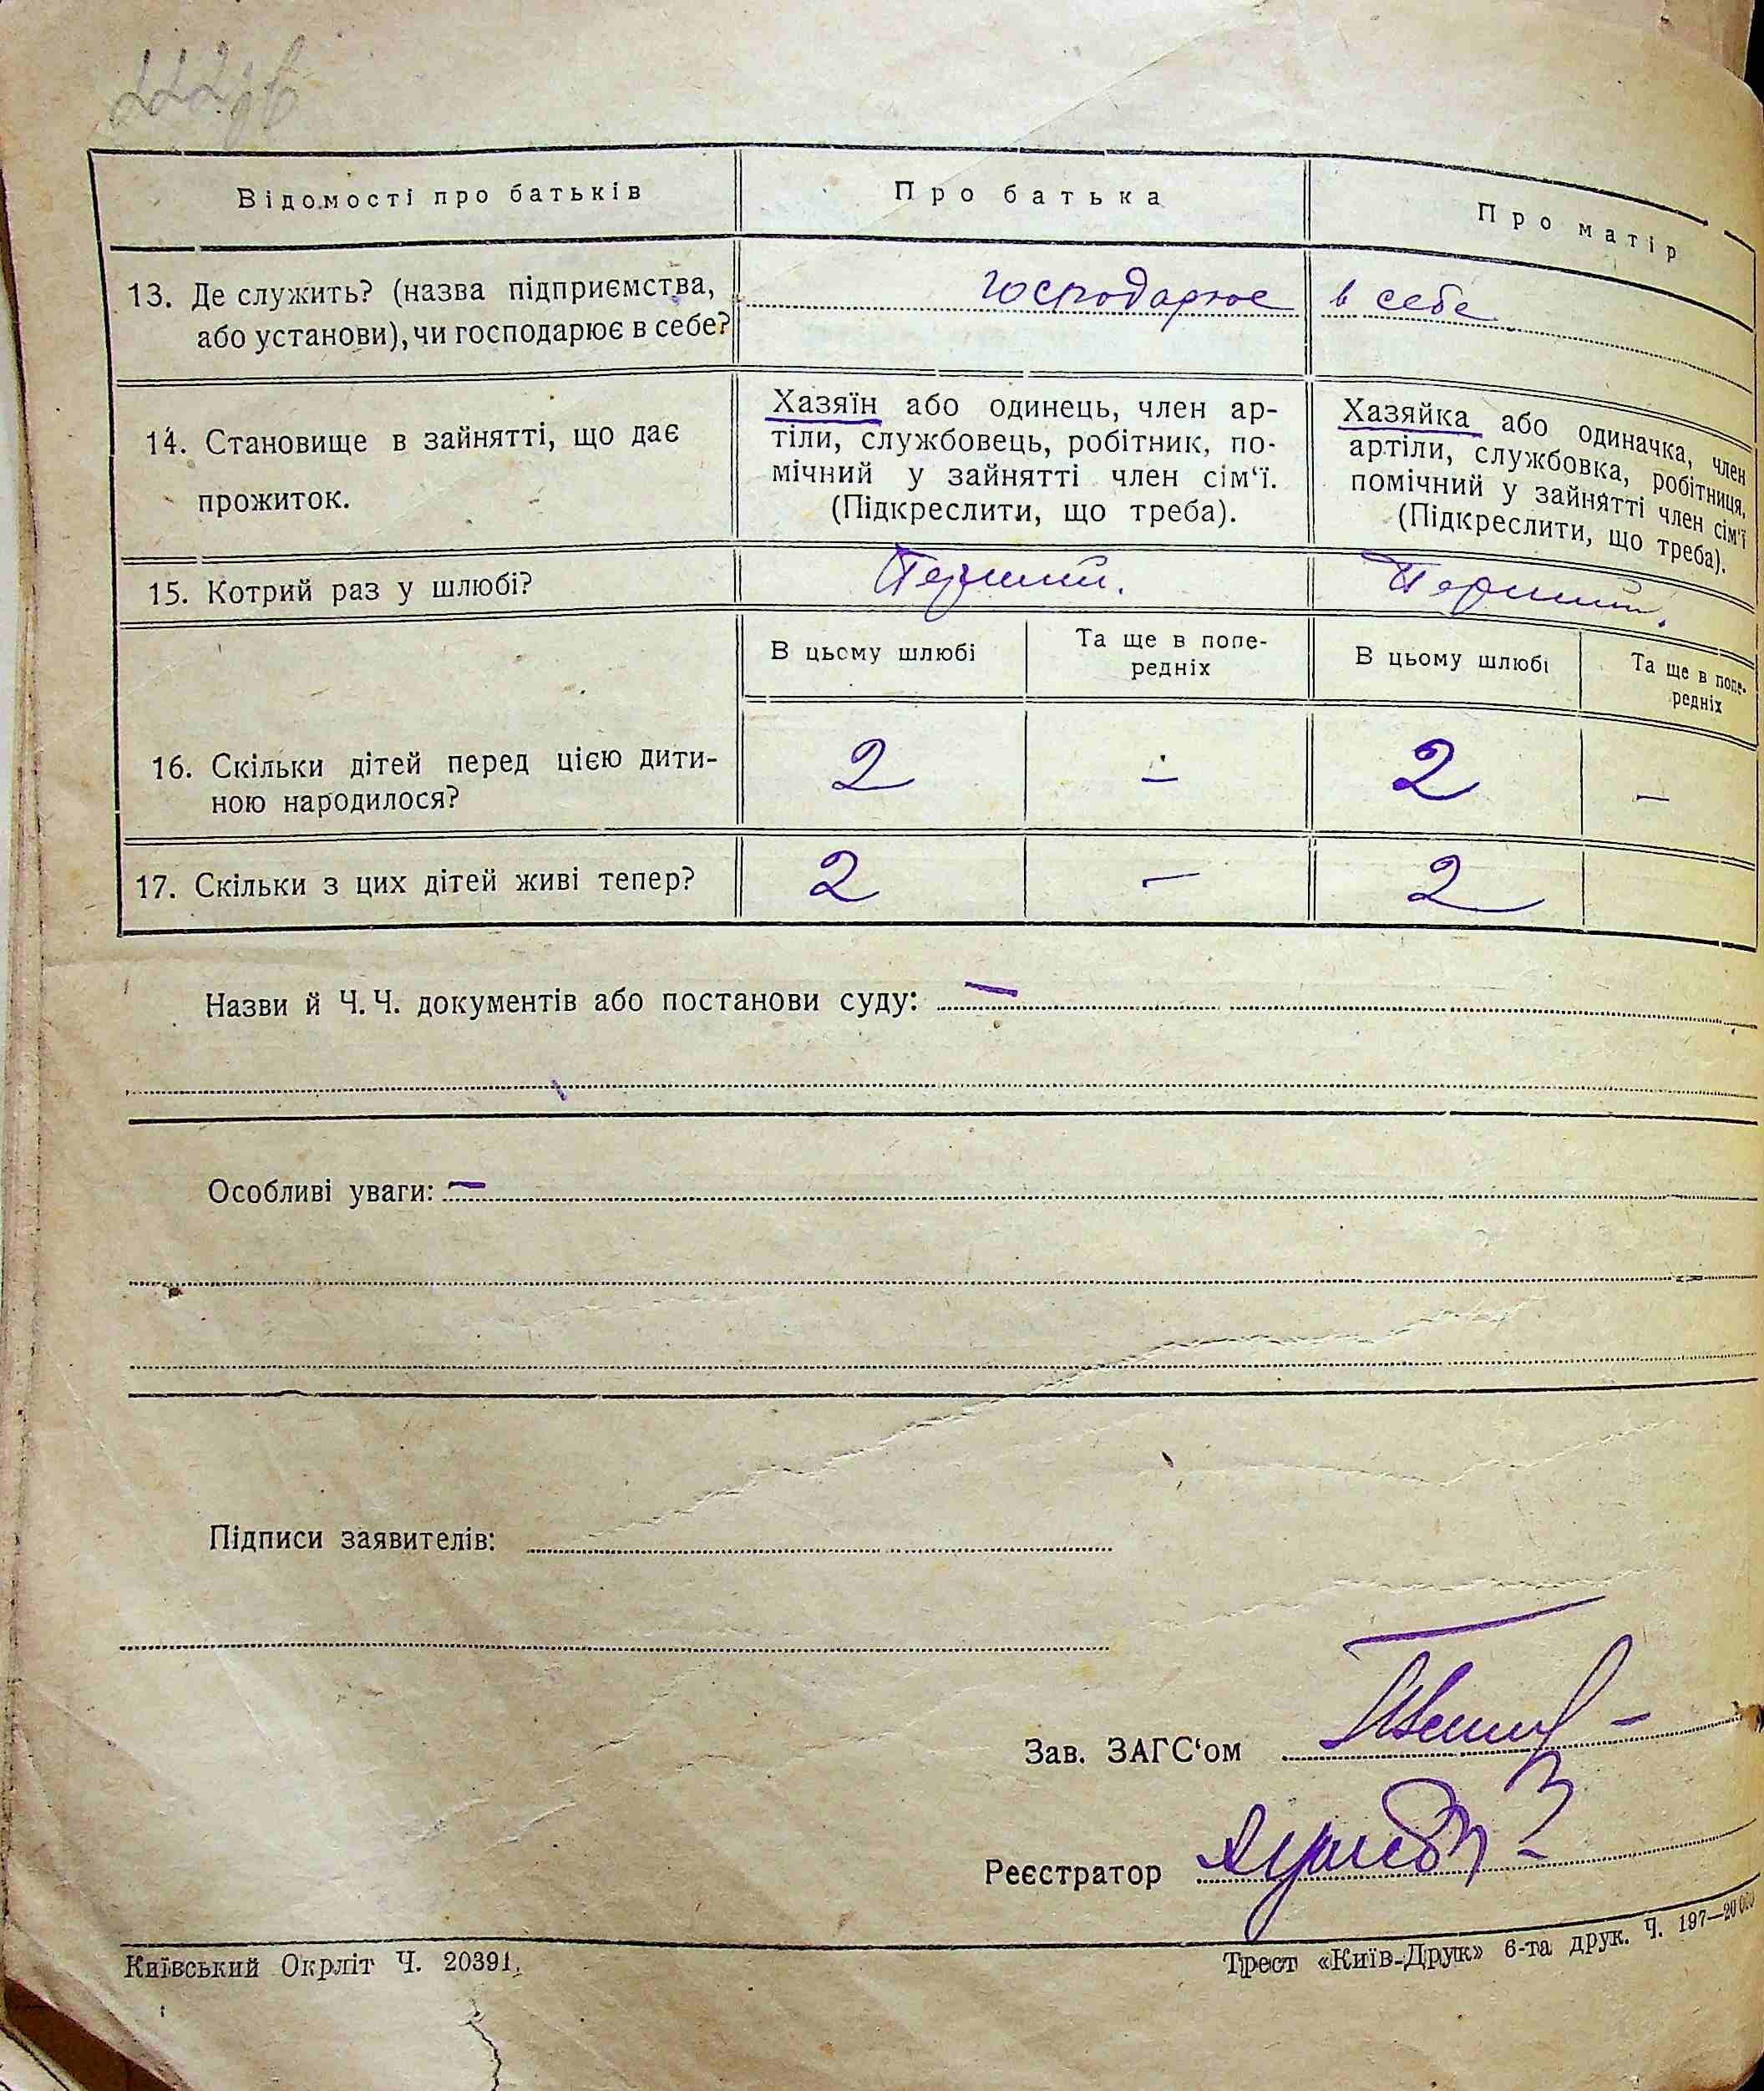 Відомості про батьків
Про батька
Про матір
13. Де служить? (назва підприємства,
або установи), чи господарює в себе?
господарює в себе
14. Становище в зайнятті, що дає
прожиток.
Хазяїн або одинець, член ар-
тіли, службовець, робітник, по-
мічний у зайнятті член сім‘ї.
(Підкреслити, що треба).
Хазяйка або одиначка, член
артіли, службовка, робітниця,
помічний у зайнятті член сім‘ї
(Підкреслити, що треба).
15. Котрий раз у шлюбі?
Перший.
Перший.
В цьому шлюбі
Та ще в попе-
редніх
В цьому шлюбі
Та ще в попе-
редніх
16. Скільки дітей перед цією дити-
ною народилося?
2 — 2 —
17. Скільки з цих дітей живі тепер?
2 — 2
Назви й Ч. Ч. документів або постанови суду: —
Особливі уваги: —
Підписи заявителів:
Зав. ЗАГС‘ом
Реєстратор
Київський Окрліт Ч. 20391.
Трест «Київ-Друк» 6-та друк. Ч. 197—20000